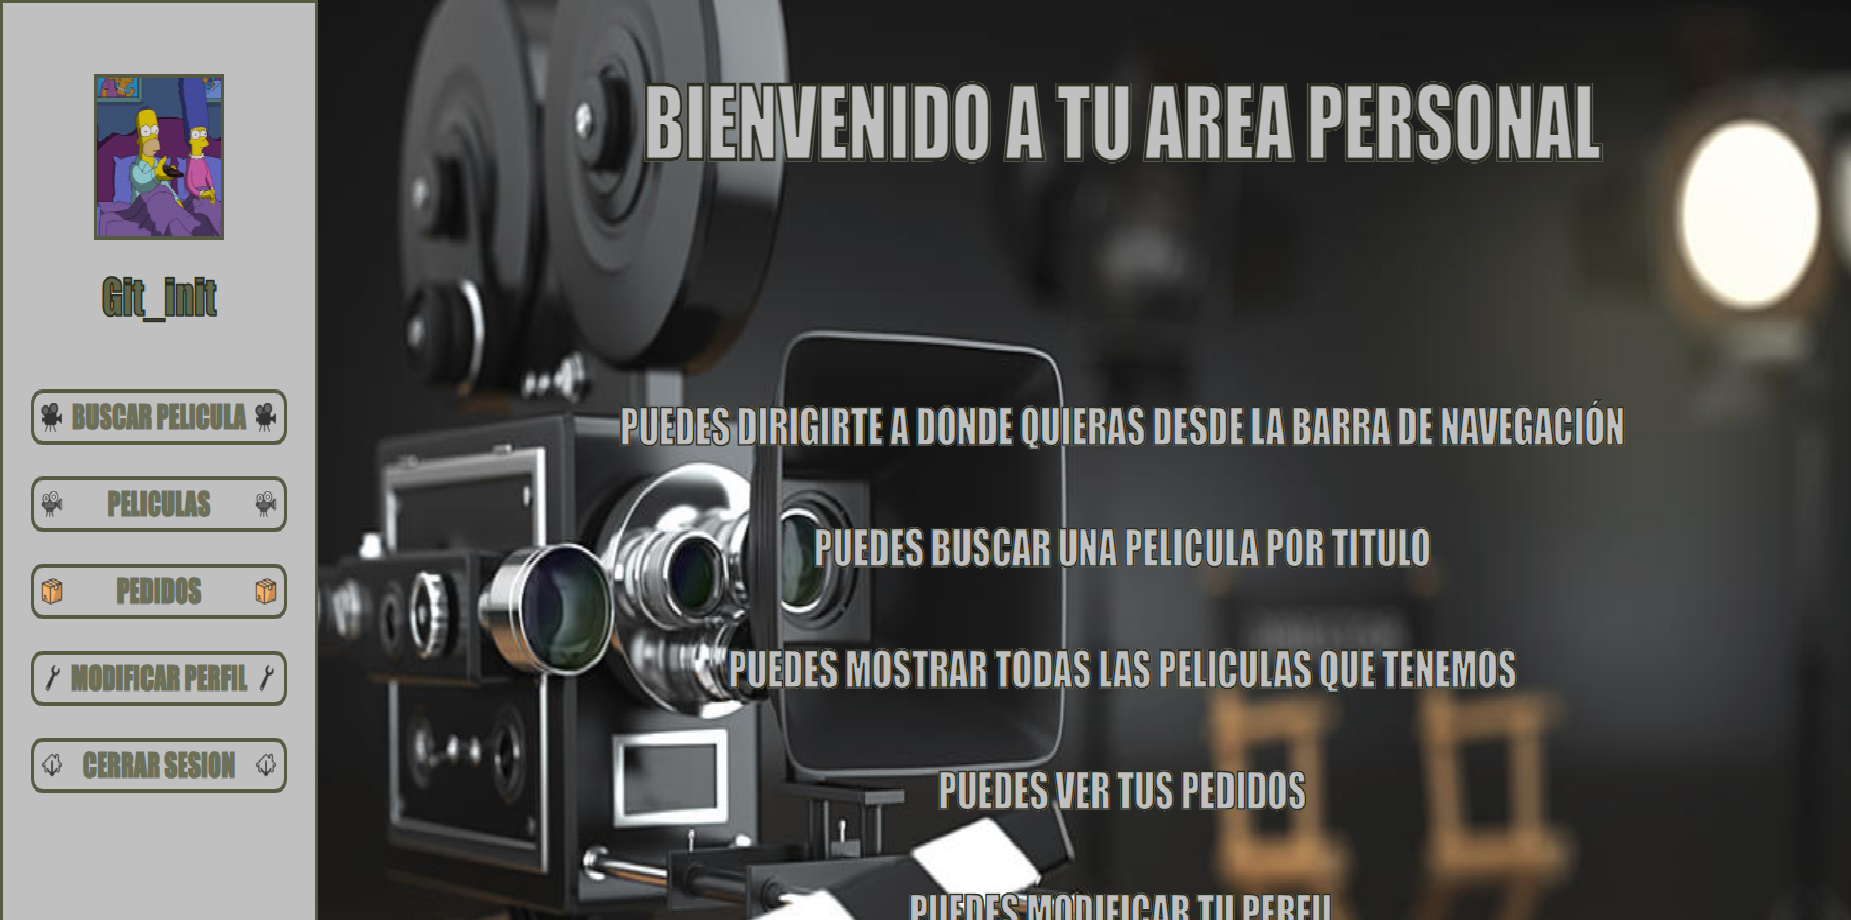 Git_init
BUSCAR PELICULA
PELICULAS
PEDIDOS
MODIFICAR PERFIL
CERRAR SESION
BIENVENIDO A TU AREA PERSONAL
PUEDES DIRIGIRTE A DONDE QUIERAS DESDE LA BARRA DE NAVEGACIÓN
PUEDES BUSCAR UNA PELICULA POR TITULO
PUEDES MOSTRAR TODAS LAS PELICULAS QUE TENEMOS
PUEDES VER TUS PEDIDOS
PUEDES MODIFICAR TU PERFIL